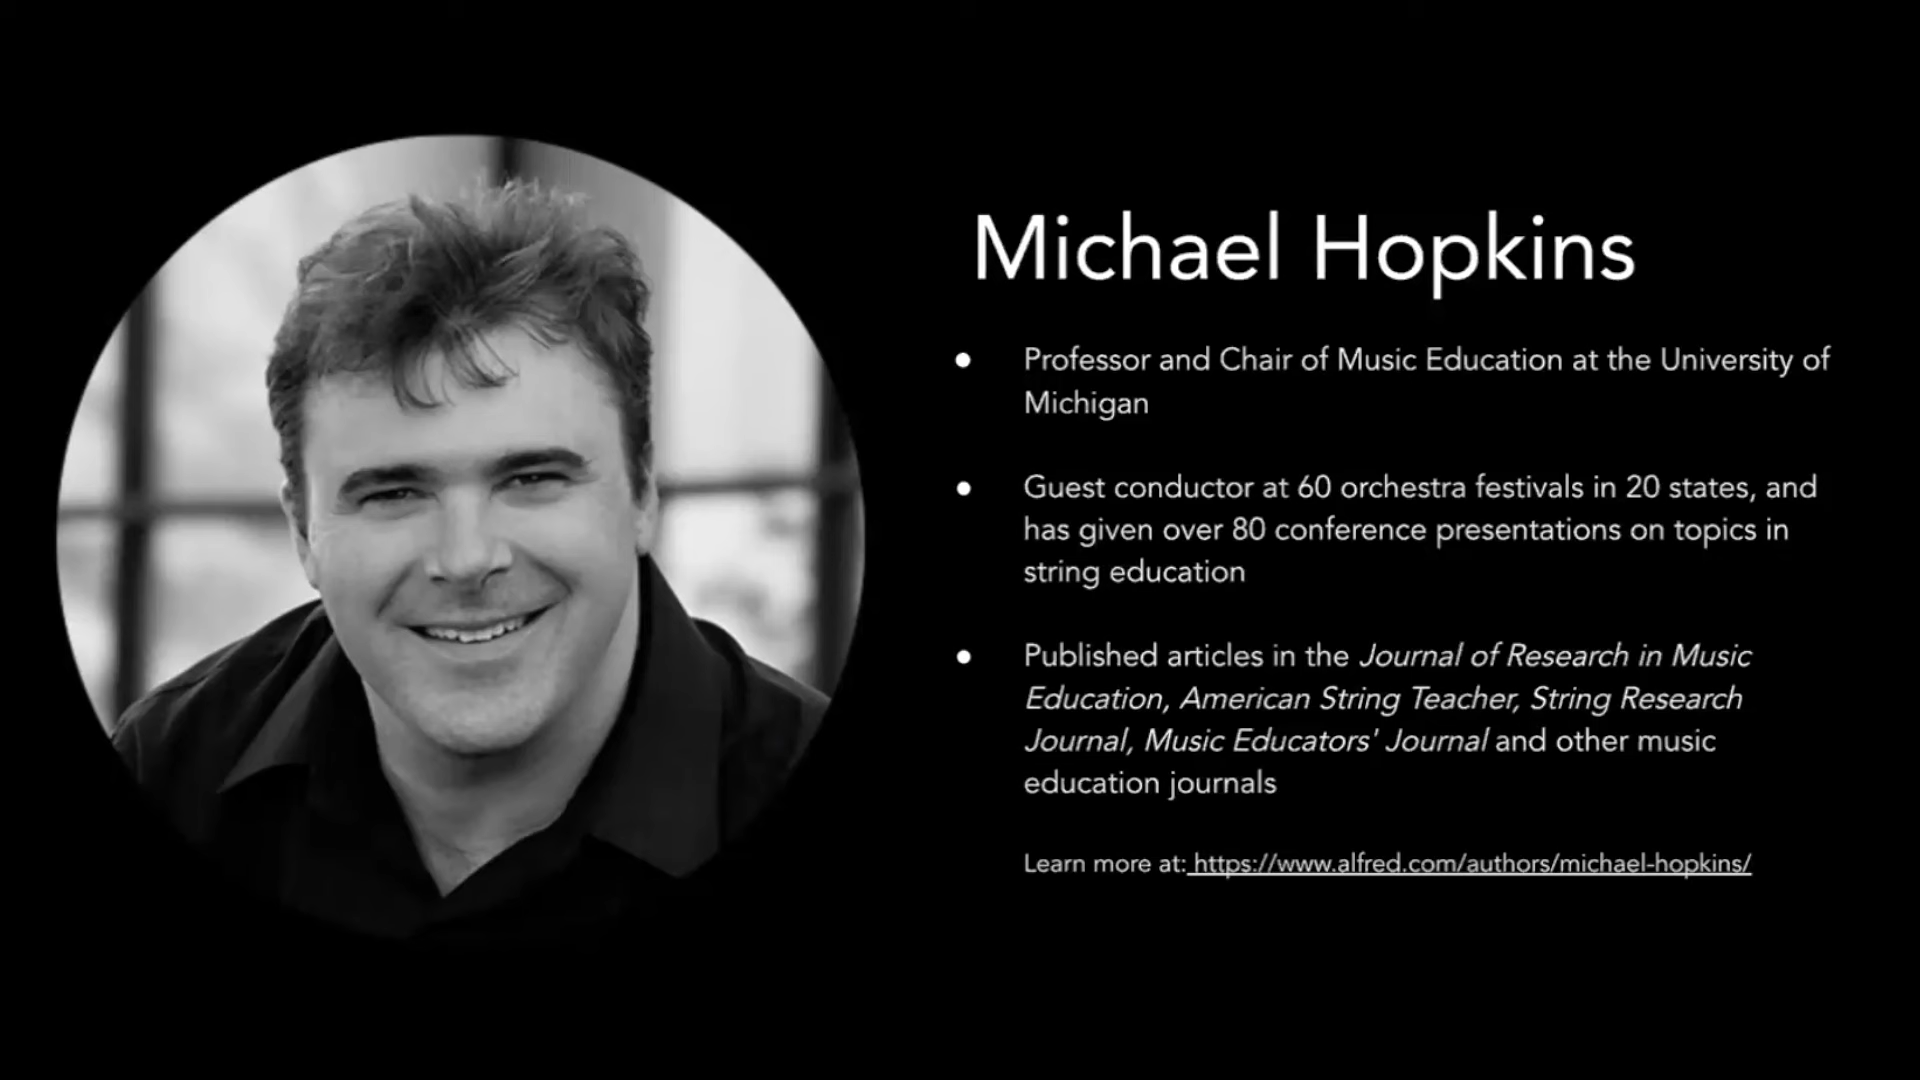 Michael Hopkins
● Professor and Chair of Music Education at the University of
Michigan
● Guest conductor at 60 orchestra festivals in 20 states, and
has given over 80 conference presentations on topics in
string education
● Published articles in the Journal of Research in Music
Education, American String Teacher, String Research
Journal, Music Educators' Journal and other music
education journals
Learn more at: https://www.alfred.com/authors/michael-hopkins/